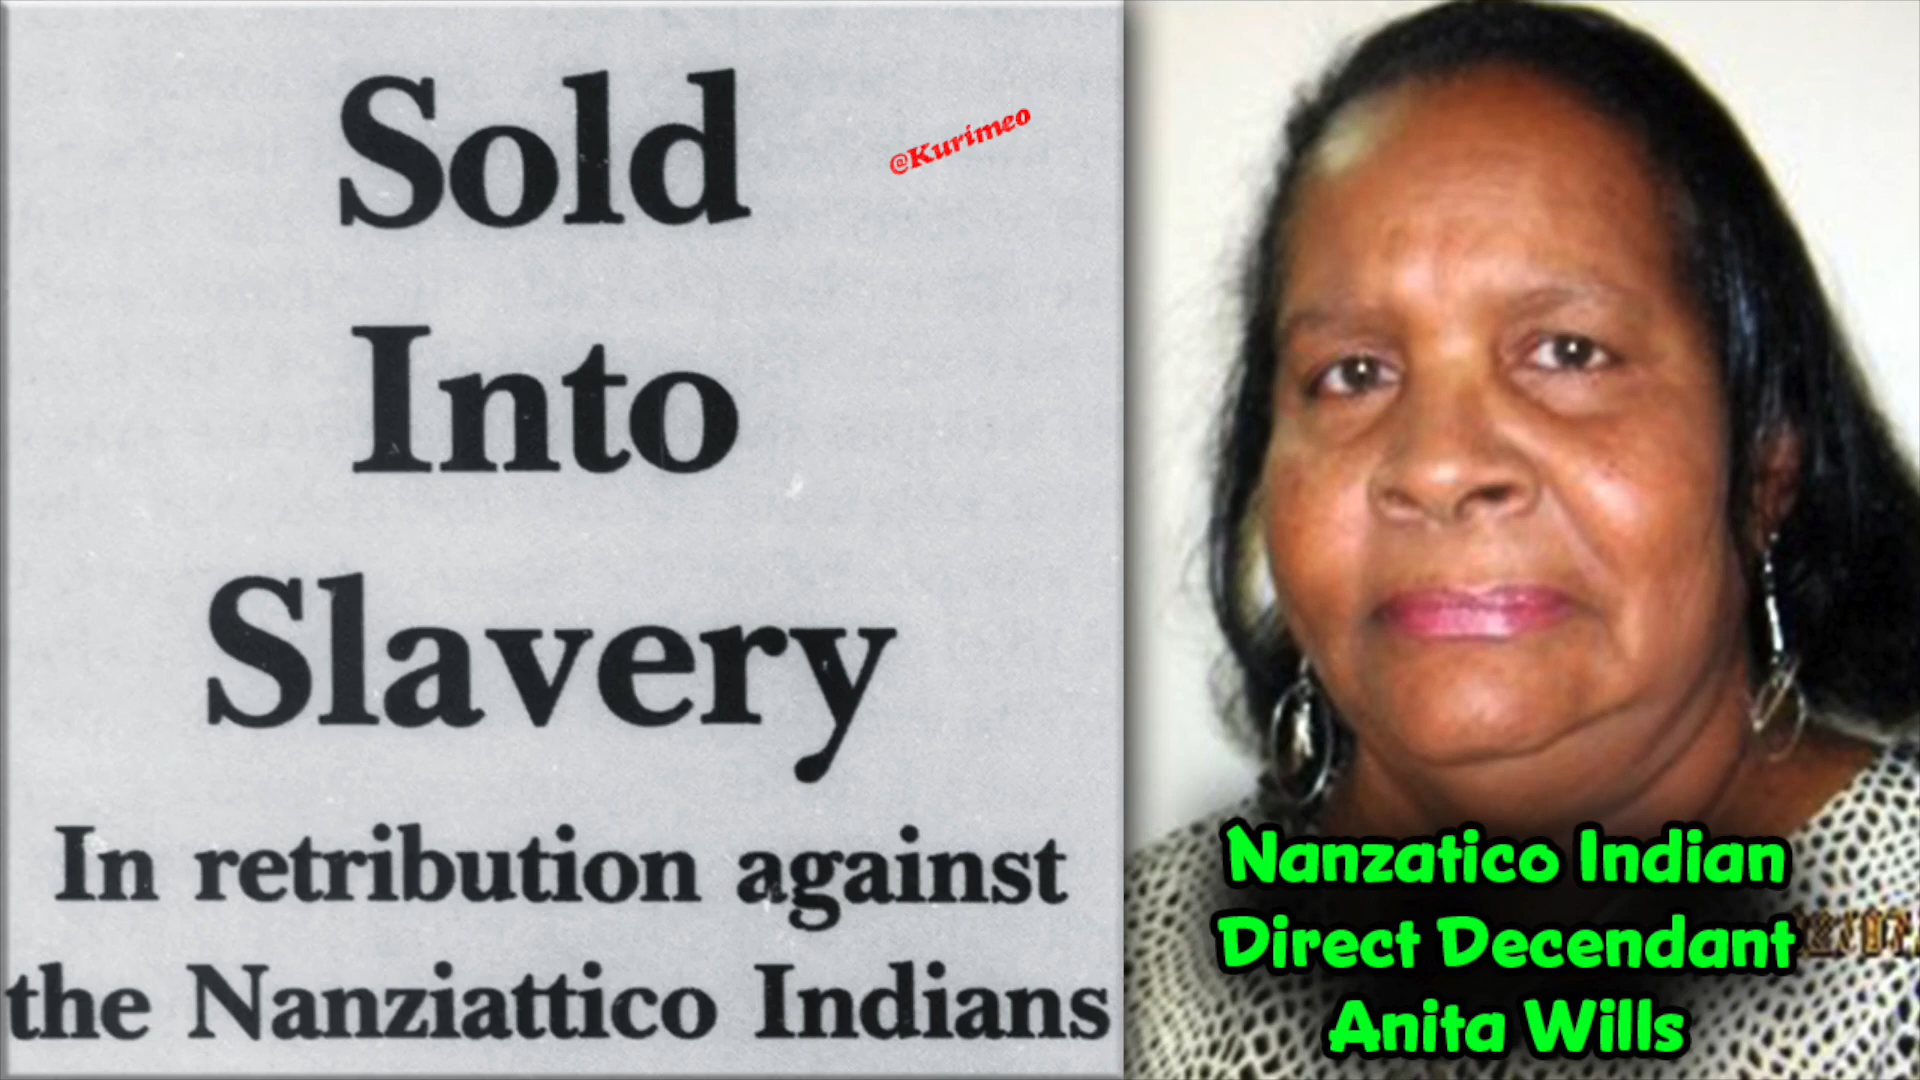 Sold
@Kurimeo
Into
Slavery
In retribution against
the Nanziattico Indians
Nanzatico Indian
Direct Decendant
Anita Wills